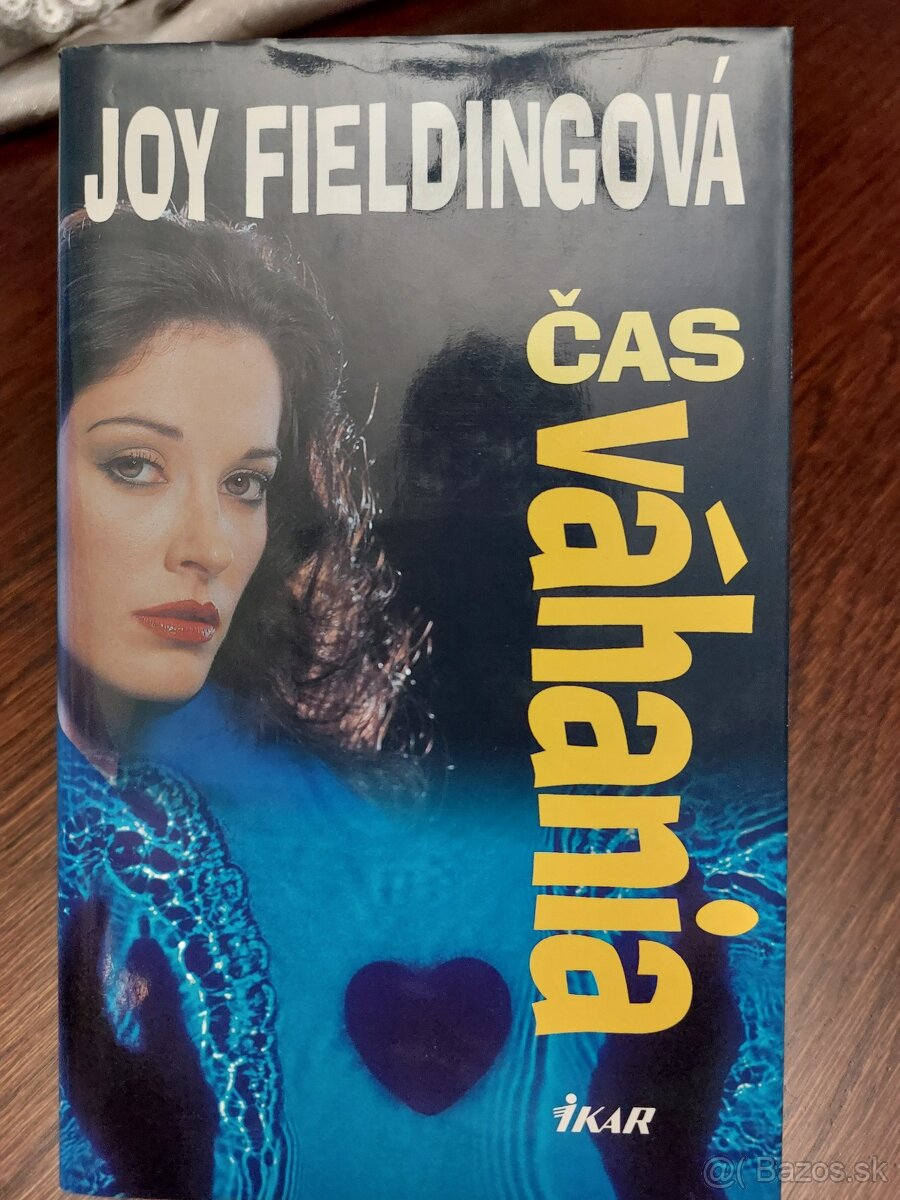 JOY FIELDINGOVÁ
ČAS
váhania
iKAR
@( Bazos.sk